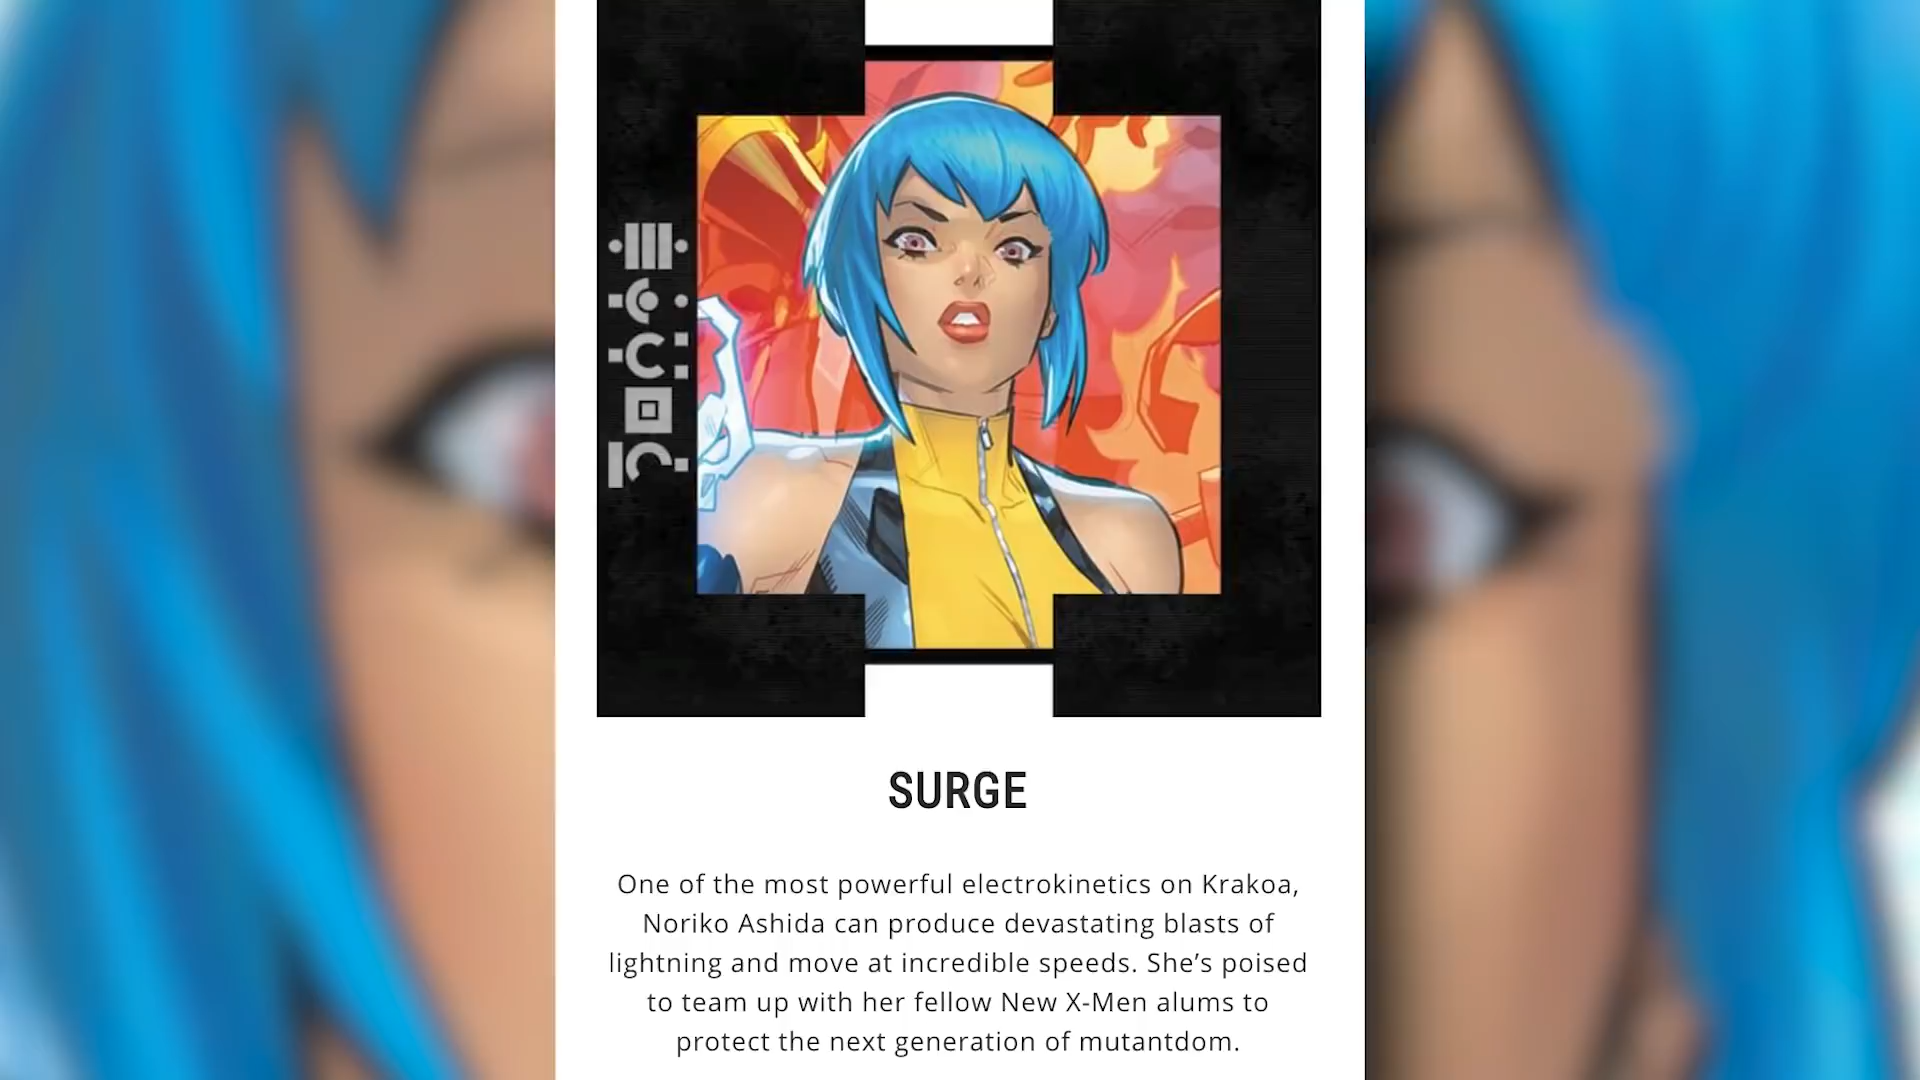 SURGE
One of the most powerful electrokinetics on Krakoa,
Noriko Ashida can produce devastating blasts of
lightning and move at incredible speeds. She’s poised
to team up with her fellow New X-Men alums to
protect the next generation of mutantdom.